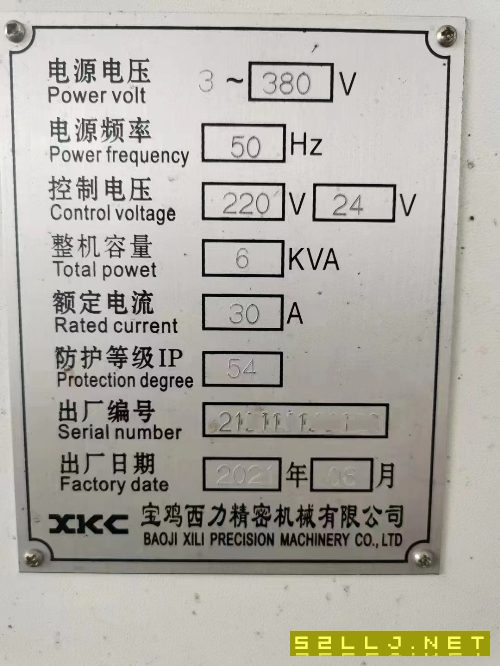 电源电压 3~380 V
Power volt
电源频率 50 Hz
Power frequency
控制电压 220 V 24 V
Control voltage
整机容量 6 KVA
Total powet
额定电流 30 A
Rated current
防护等级IP 54
Protection degree
出厂编号
Serial number
出厂日期 2021 年 08 月
Factory date
XKC 宝鸡西力精密机械有限公司
BAOJI XILI PRECISION MACHINERY CO.,LTD
52LLJ.NET